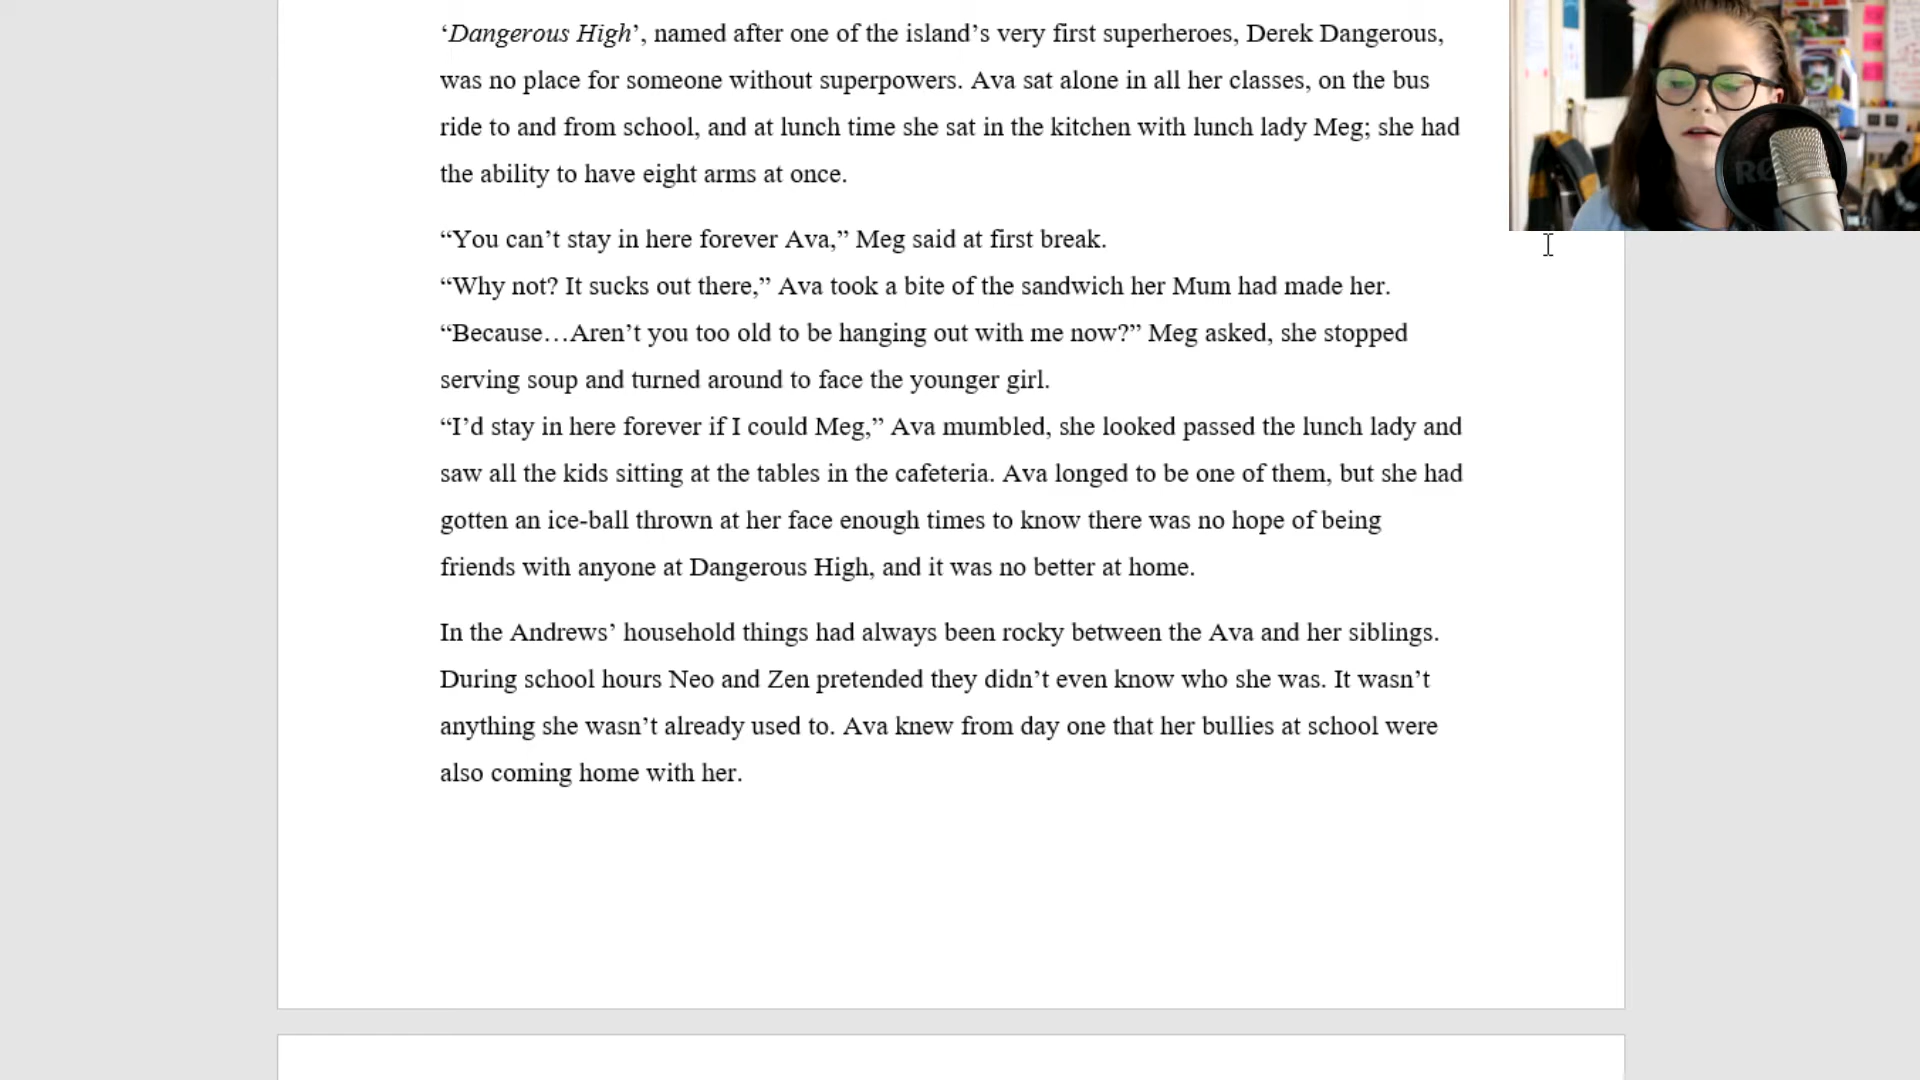 ‘Dangerous High’, named after one of the island’s very first superheroes, Derek Dangerous,
was no place for someone without superpowers. Ava sat alone in all her classes, on the bus
ride to and from school, and at lunch time she sat in the kitchen with lunch lady Meg; she had
the ability to have eight arms at once.
“You can’t stay in here forever Ava,” Meg said at first break.
“Why not? It sucks out there,” Ava took a bite of the sandwich her Mum had made her.
“Because…Aren’t you too old to be hanging out with me now?” Meg asked, she stopped
serving soup and turned around to face the younger girl.
“I’d stay in here forever if I could Meg,” Ava mumbled, she looked passed the lunch lady and
saw all the kids sitting at the tables in the cafeteria. Ava longed to be one of them, but she had
gotten an ice-ball thrown at her face enough times to know there was no hope of being
friends with anyone at Dangerous High, and it was no better at home.
In the Andrews’ household things had always been rocky between the Ava and her siblings.
During school hours Neo and Zen pretended they didn’t even know who she was. It wasn’t
anything she wasn’t already used to. Ava knew from day one that her bullies at school were
also coming home with her.